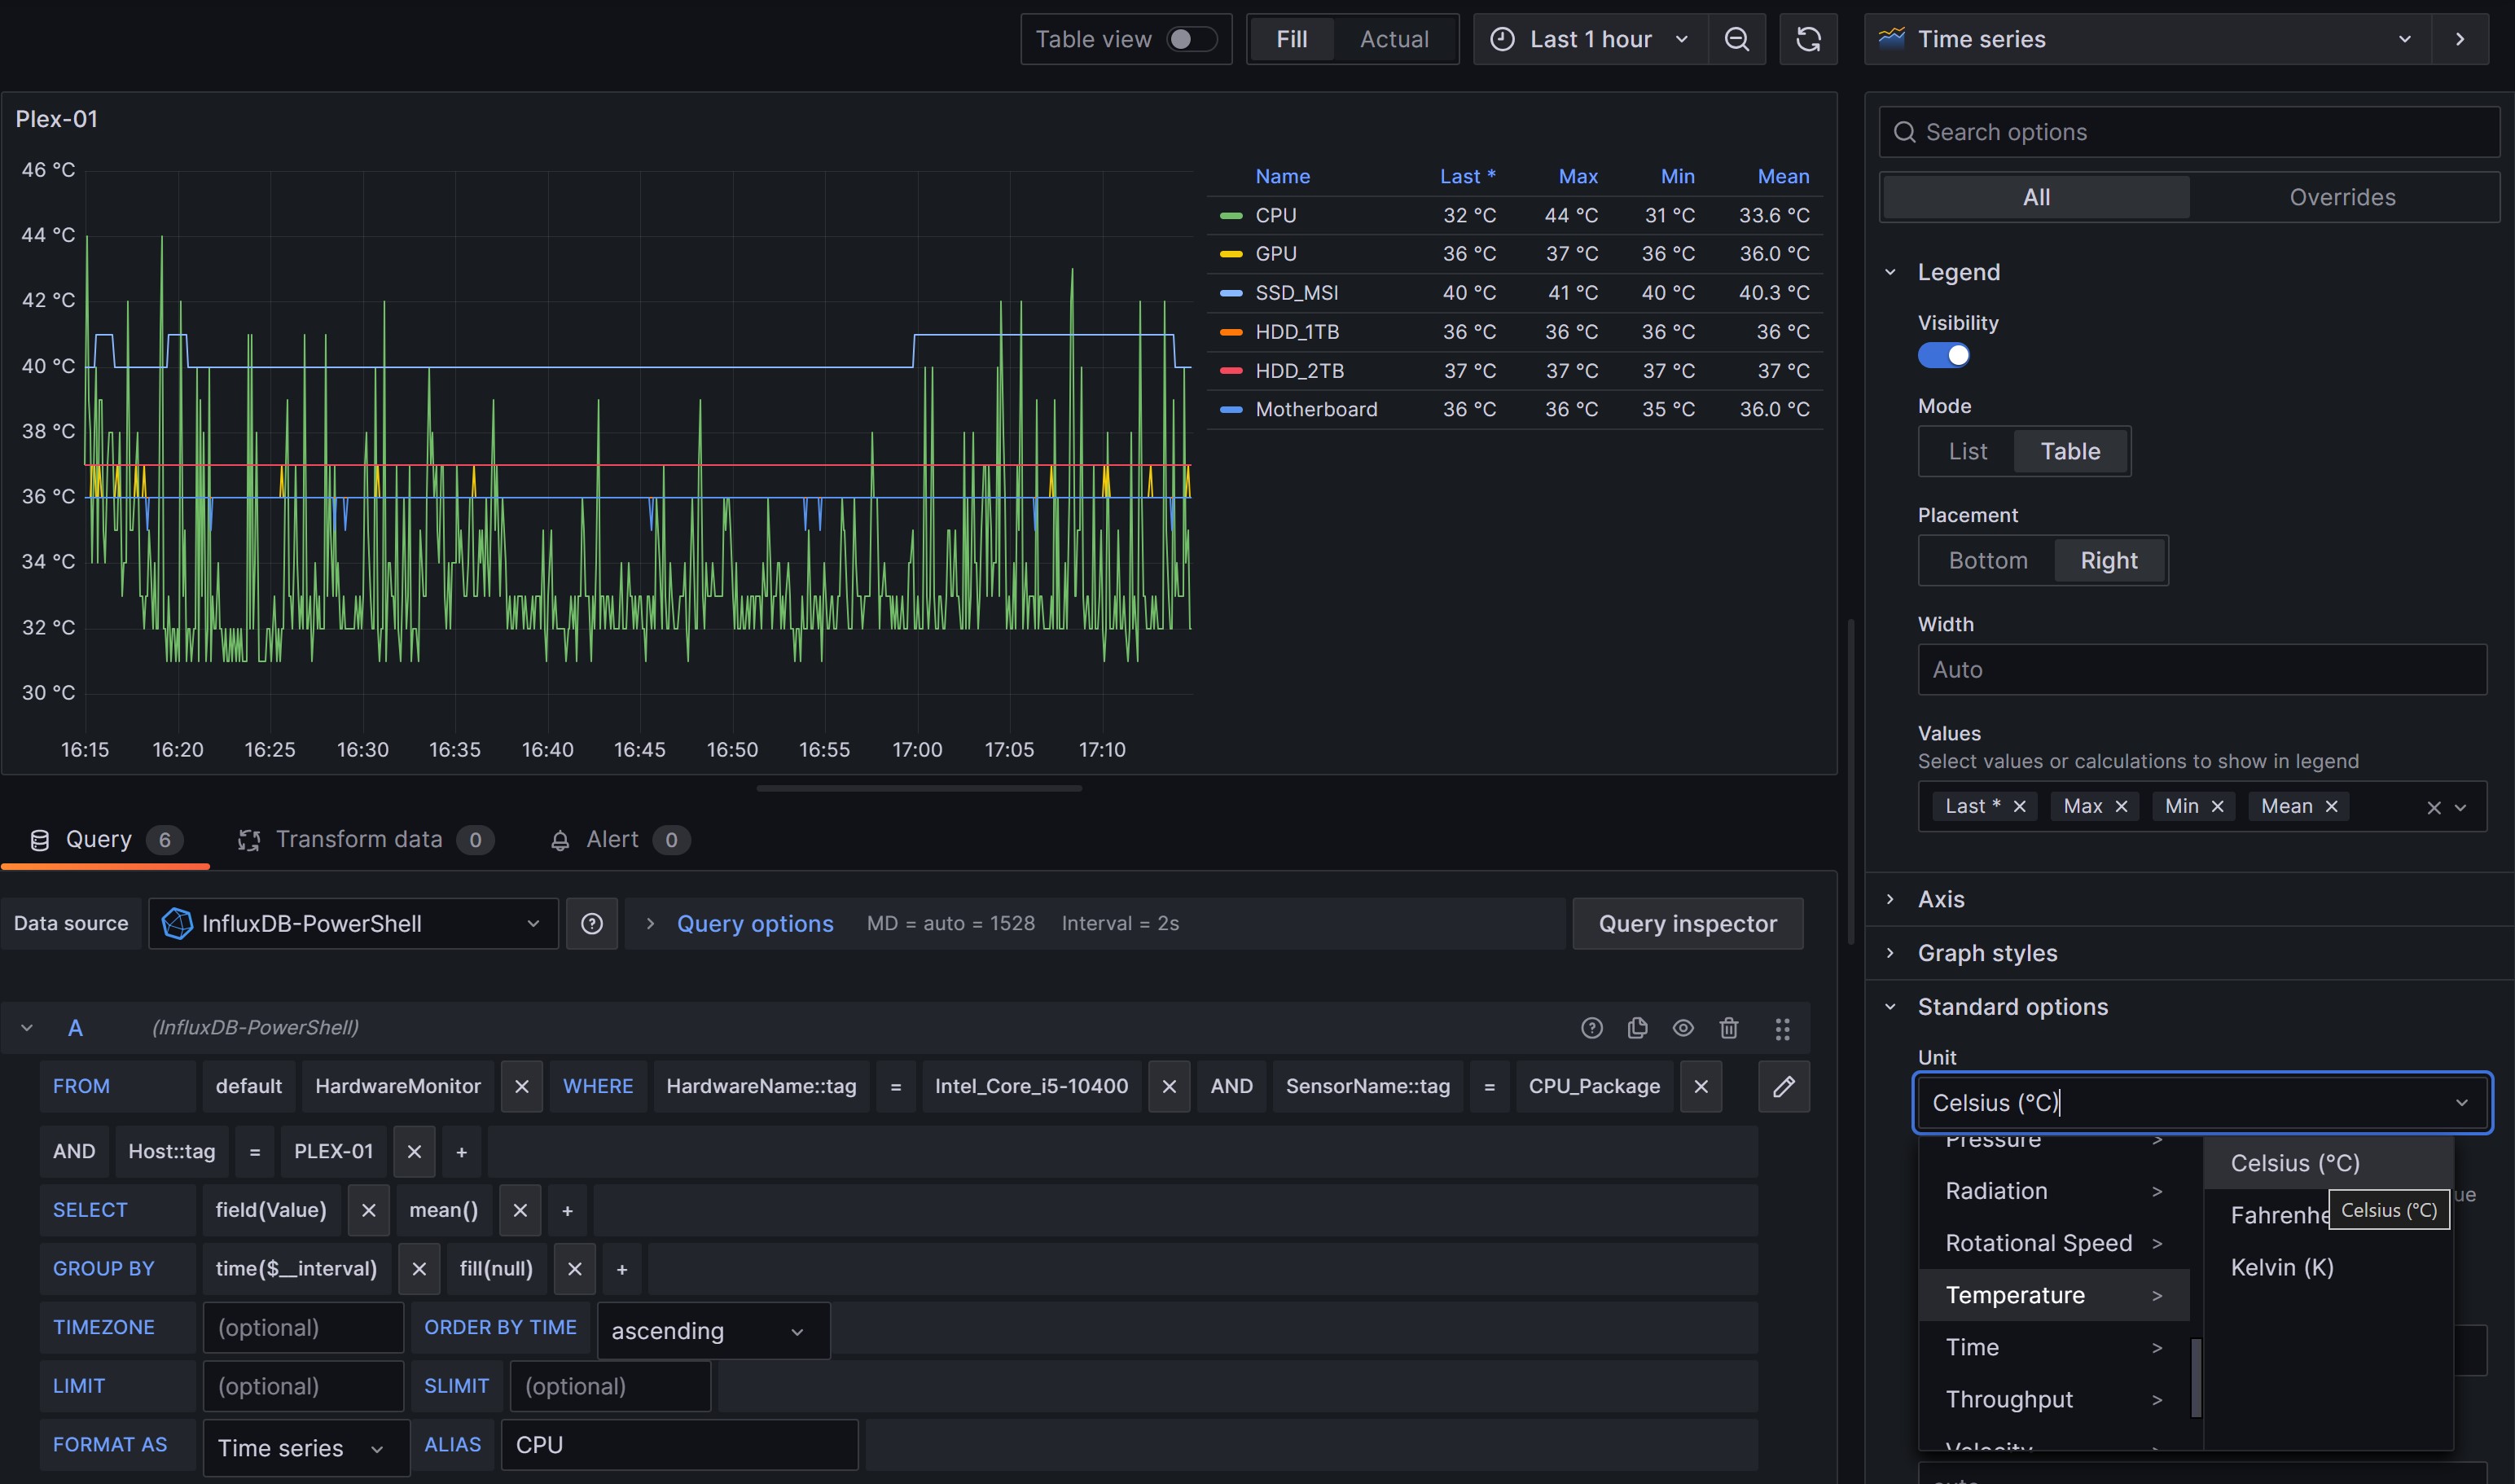 Table view
Fill Actual
Last 1 hour
Time series
Plex-01
46 °C
44 °C
42 °C
40 °C
38 °C
36 °C
34 °C
32 °C
30 °C
16:15 16:20 16:25 16:30 16:35 16:40 16:45 16:50 16:55 17:00 17:05 17:10
Name Last * Max Min Mean
CPU 32 °C 44 °C 31 °C 33.6 °C
GPU 36 °C 37 °C 36 °C 36.0 °C
SSD_MSI 40 °C 41 °C 40 °C 40.3 °C
HDD_1TB 36 °C 36 °C 36 °C 36 °C
HDD_2TB 37 °C 37 °C 37 °C 37 °C
Motherboard 36 °C 36 °C 35 °C 36.0 °C
Query 6 Transform data 0 Alert 0
Data source InfluxDB-PowerShell > Query options MD = auto = 1528 Interval = 2s Query inspector
A (InfluxDB-PowerShell)
FROM default HardwareMonitor WHERE HardwareName::tag = Intel_Core_i5-10400 AND SensorName::tag = CPU_Package
AND Host::tag = PLEX-01 +
SELECT field(Value) mean() +
GROUP BY time($__interval) fill(null) +
TIMEZONE (optional) ORDER BY TIME ascending
LIMIT (optional) SLIMIT (optional)
FORMAT AS Time series ALIAS CPU
Search options
All Overrides
Legend
Visibility
Mode
List Table
Placement
Bottom Right
Width
Auto
Values
Select values or calculations to show in legend
Last * Max Min Mean
Axis
Graph styles
Standard options
Unit
Celsius (°C)
Pressure >
Radiation >
Rotational Speed >
Temperature >
Time >
Throughput >
Velocity >
Celsius (°C)
Celsius (°C)
Kelvin (K)